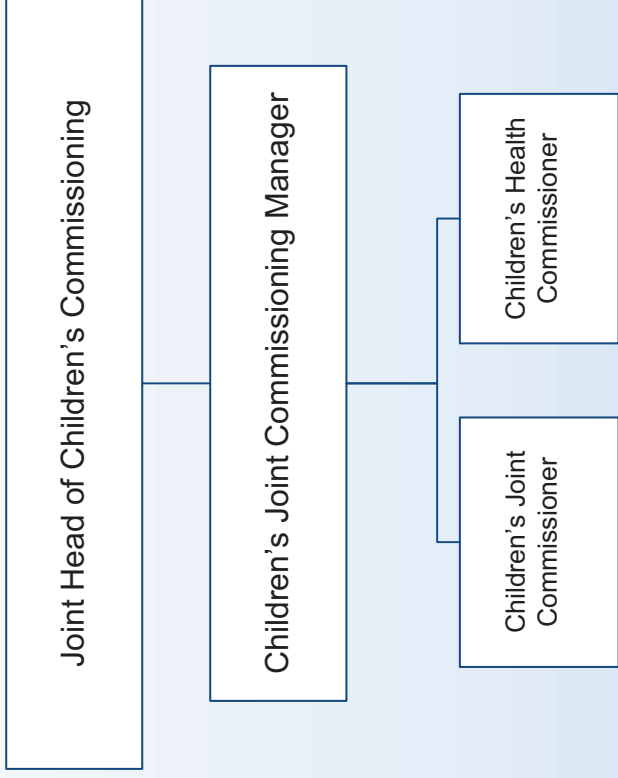 Joint Head of Children’s Commissioning
Children’s Joint Commissioning Manager
Children’s Joint
Commissioner
Children’s Health
Commissioner